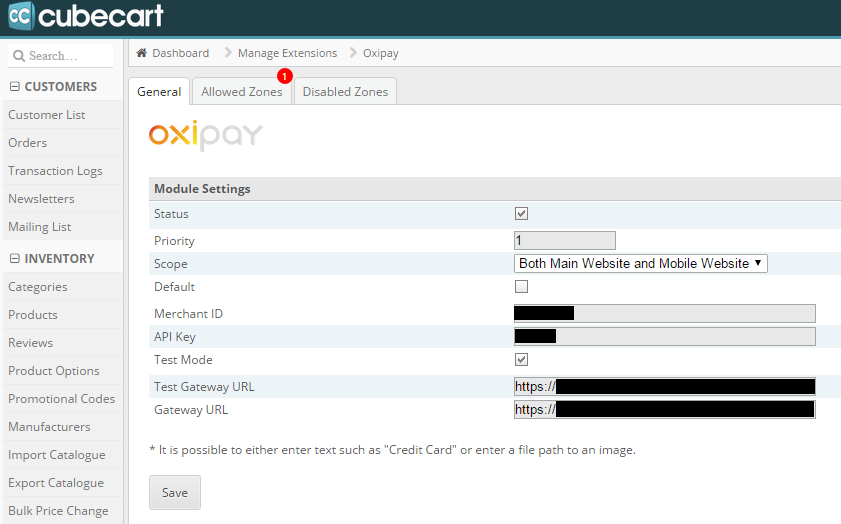 cc cubecart
Search...
Dashboard Manage Extensions Oxipay
CUSTOMERS
Customer List
Orders
Transaction Logs
Newsletters
Mailing List
INVENTORY
Categories
Products
Reviews
Product Options
Promotional Codes
Manufacturers
Import Catalogue
Export Catalogue
Bulk Price Change
General Allowed Zones 1 Disabled Zones
oxipay
Module Settings
Status
Priority 1
Scope Both Main Website and Mobile Website
Default
Merchant ID
API Key
Test Mode
Test Gateway URL https://
Gateway URL https://
* It is possible to either enter text such as "Credit Card" or enter a file path to an image.
Save